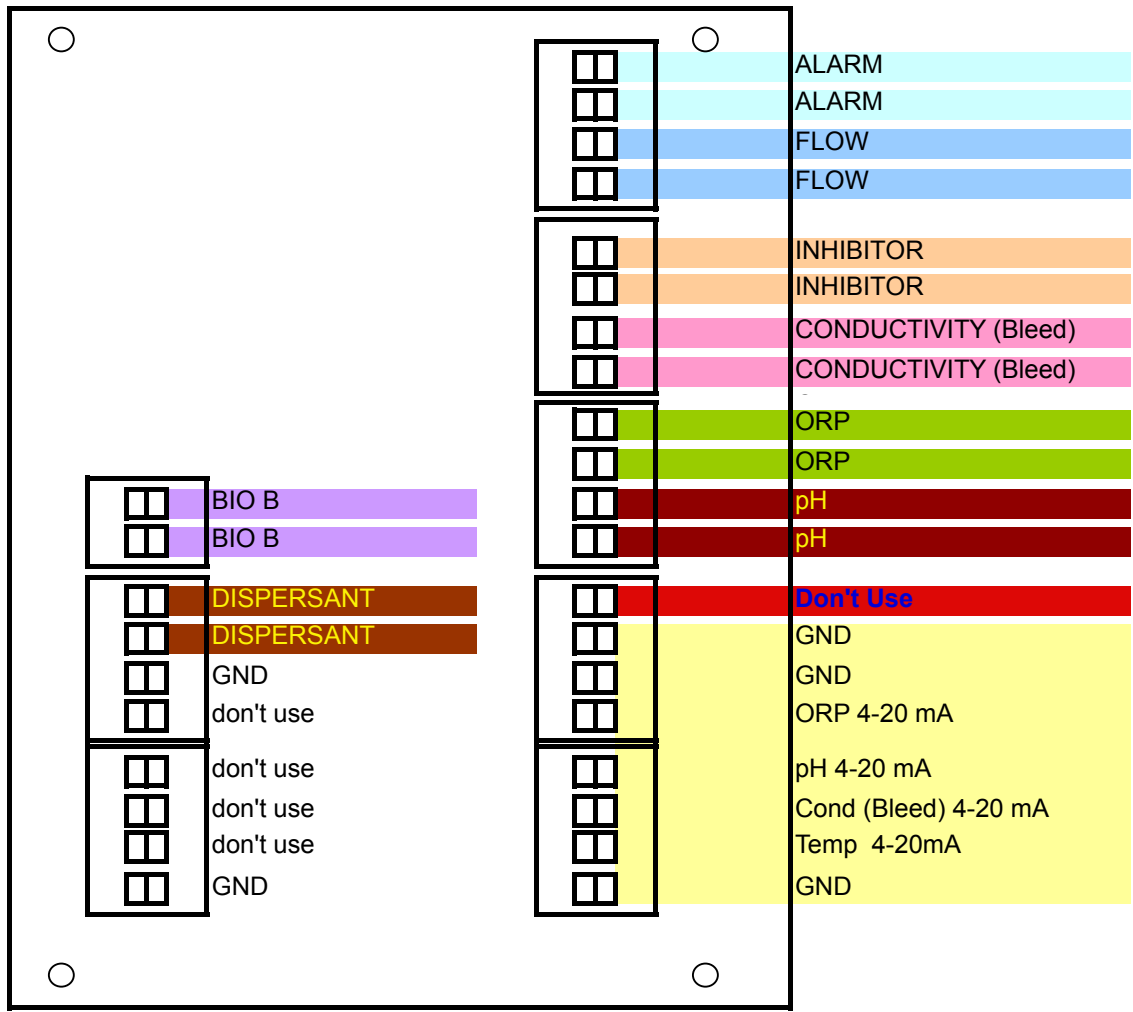 ALARM
ALARM
FLOW
FLOW
INHIBITOR
INHIBITOR
CONDUCTIVITY (Bleed)
CONDUCTIVITY (Bleed)
ORP
ORP
pH
pH
Don't Use
GND
GND
ORP 4-20 mA
pH 4-20 mA
Cond (Bleed) 4-20 mA
Temp 4-20mA
GND
BIO B
BIO B
DISPERSANT
DISPERSANT
GND
don't use
don't use
don't use
don't use
GND